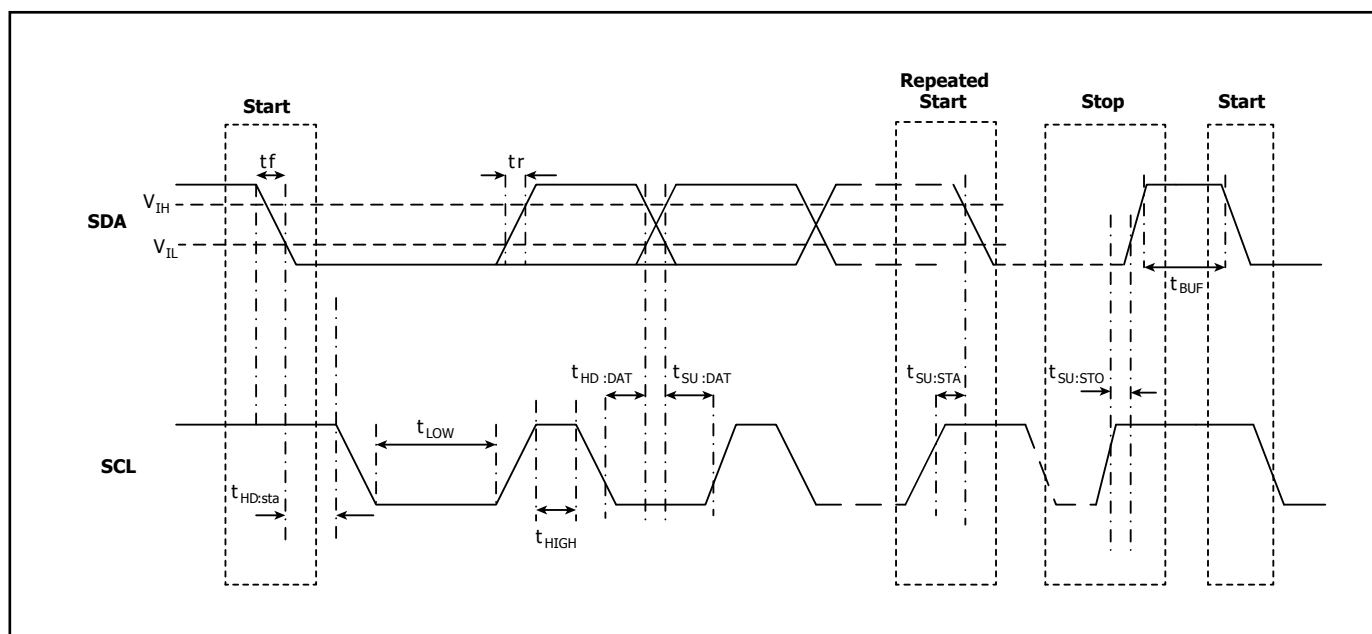 Repeated
Start
Start
Stop
Start
tf
tr
VIH
SDA
VIL
tBUF
tHD :DAT
tSU :DAT
tSU:STA
tSU:STO
tLOW
SCL
tHD:sta
tHIGH